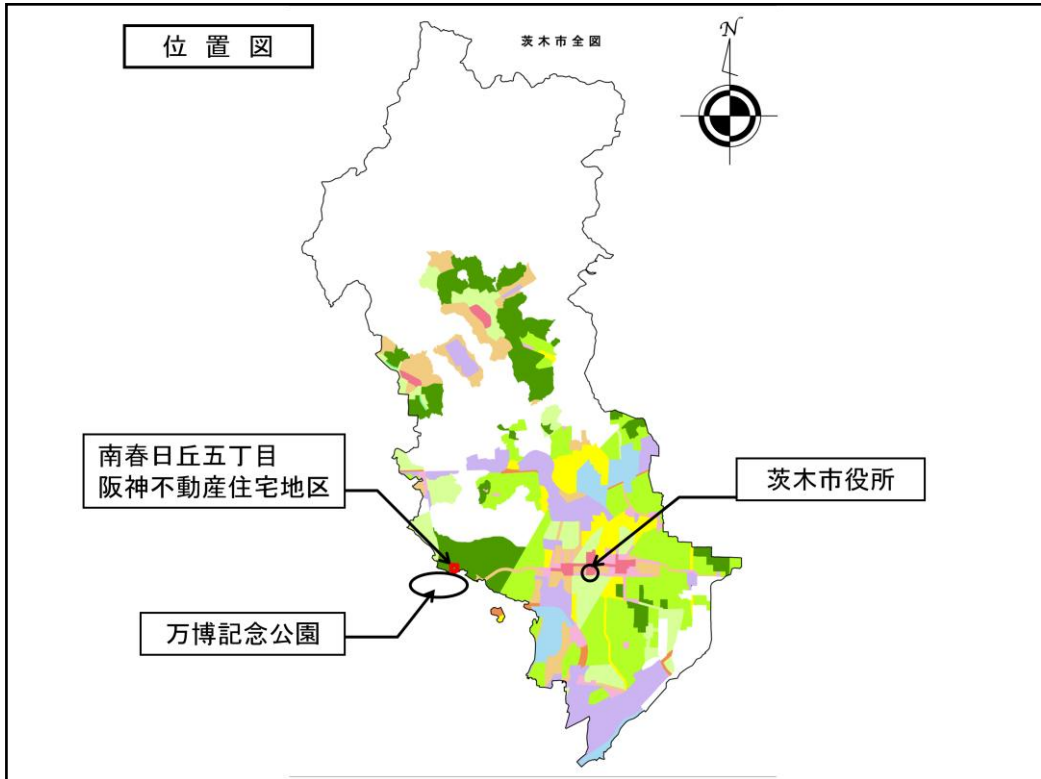 位置図
茨木市全図
N
南春日丘五丁目
阪神不動産住宅地区
茨木市役所
万博記念公園